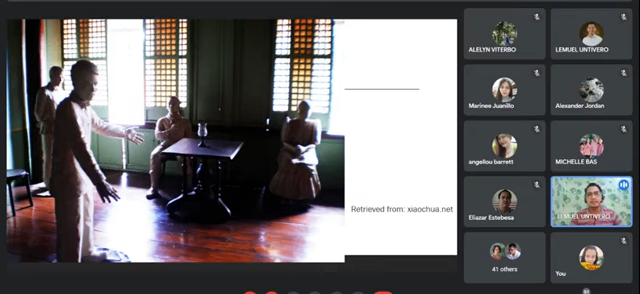 Retrieved from: xiaochua.net
ALELYN VITERBO
LEMUEL UNTIVERO
Marinee Juanillo
Alexander Jordan
angellou barrett
MICHELLE BAS
Eliazar Estebesa
LEMUEL UNTIVERO
41 others
You